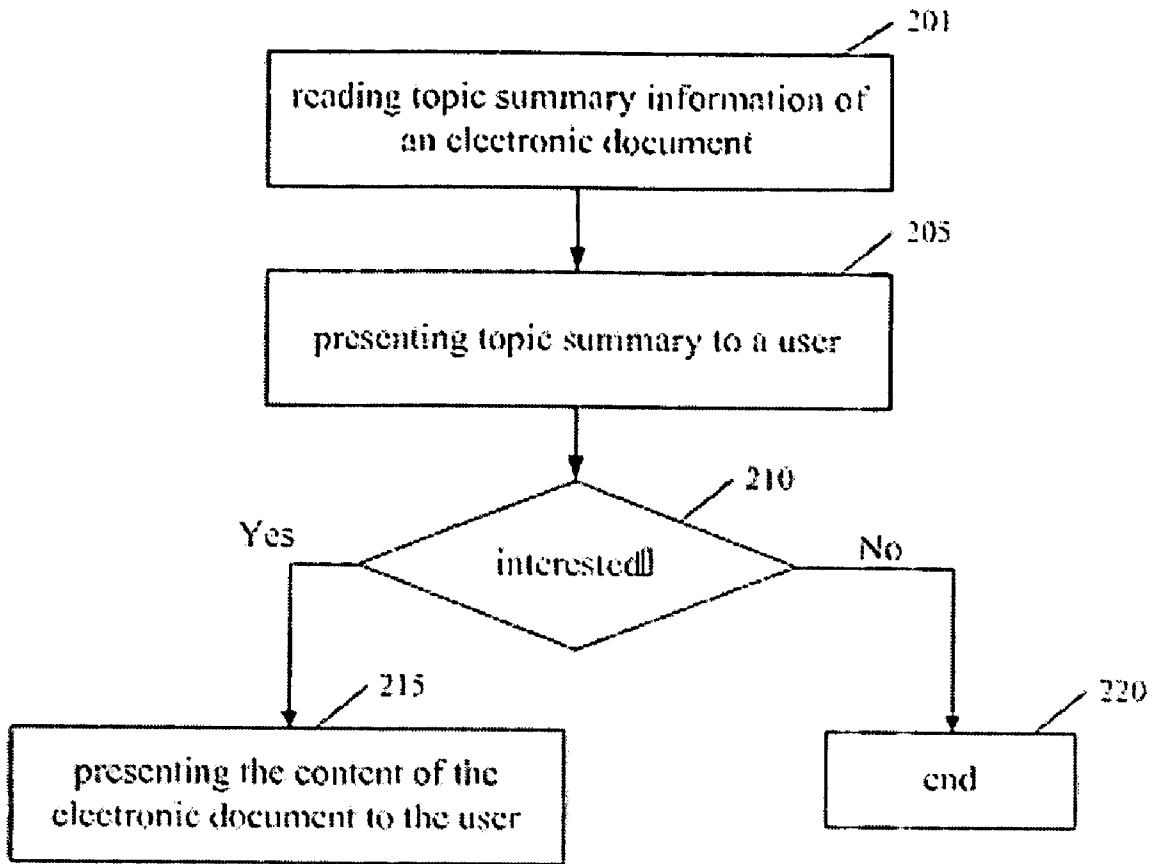 201
reading topic summary information of
an electronic document
205
presenting topic summary to a user
210
Yes
interested
No
215
220
presenting the content of the
electronic document to the user
end